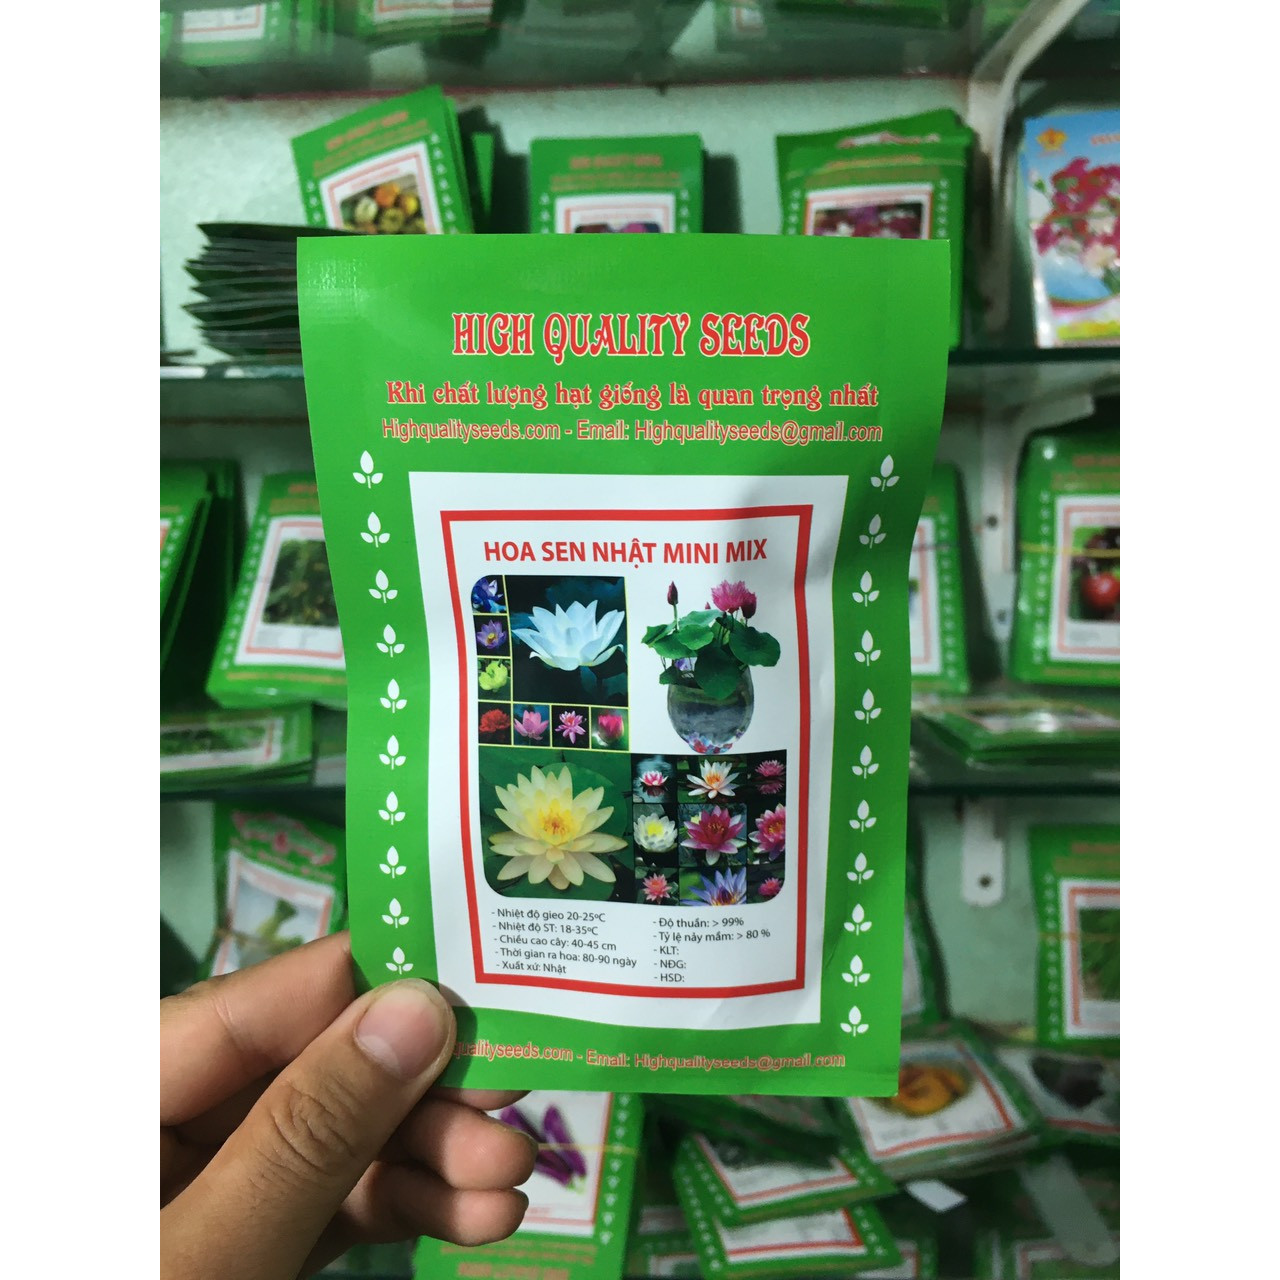 HIGH QUALITY SEEDS
Khi chất lượng hạt giống là quan trọng nhất
Highqualityseeds.com - Email: Highqualityseeds@gmail.com
HOA SEN NHẬT MINI MIX
- Nhiệt độ gieo 20-25ºC
- Nhiệt độ ST: 18-35ºC
- Chiều cao cây: 40-45 cm
- Thời gian ra hoa: 80-90 ngày
- Xuất xứ: Nhật
- Độ thuần: > 99%
- Tỷ lệ nảy mầm: > 80 %
- KLT:
- NĐG:
- HSD:
qualityseeds.com - Email: Highqualityseeds@gmail.com